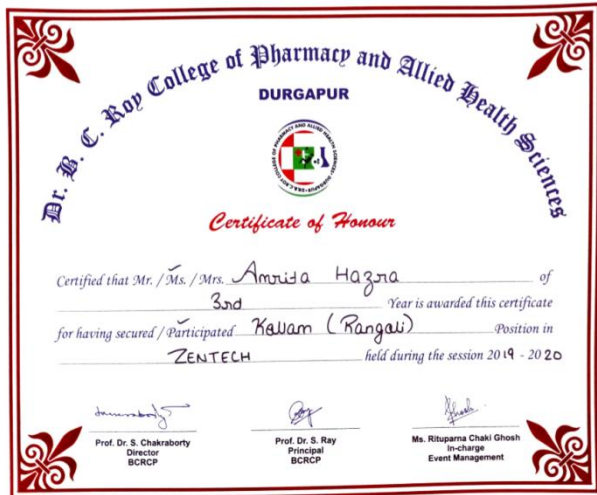 Dr. B. C. Roy College of Pharmacy and Allied Health Sciences
DURGAPUR
Certificate of Honour
Certified that Mr. / Ms. / Mrs. Amrita Hazra of
3rd Year is awarded this certificate
for having secured / Participated Kollam (Rangoli) Position in
ZENTECH held during the session 2019 - 2020
Prof. Dr. S. Chakraborty
Director
BCRCP
Prof. Dr. S. Ray
Principal
BCRCP
Ms. Rituparna Chaki Ghosh
In-charge
Event Management